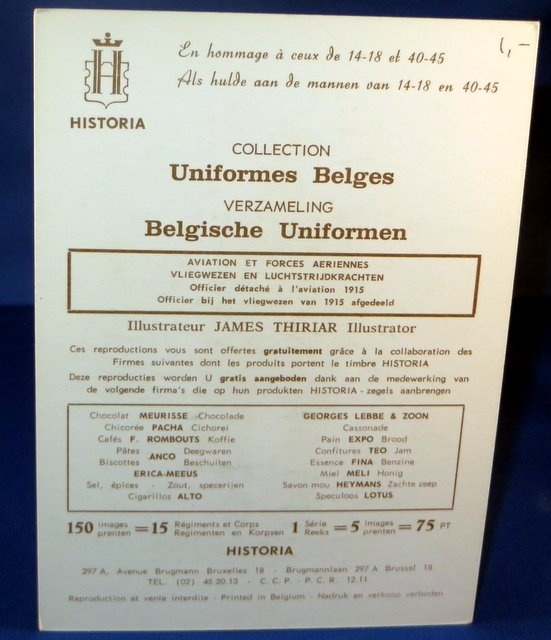 1,-
En hommage à ceux de 14-18 et 40-45
Als hulde aan de mannen van 14-18 en 40-45
H
HISTORIA
COLLECTION
Uniformes Belges
VERZAMELING
Belgische Uniformen
AVIATION ET FORCES AERIENNES
VLIEGWEZEN EN LUCHTSTRIJDKRACHTEN
Officier détaché à l'aviation 1915
Officier bij het vliegwezen van 1915 afgedeeld
Illustrateur JAMES THIRIAR Illustrator
Ces reproductions vous sont offertes gratuitement grâce à la collaboration des
Firmes suivantes dont les produits portent le timbre HISTORIA
Deze reproducties worden U gratis aangeboden dank aan de medewerking van
de volgende firma's die op hun produkten HISTORIA-zegels aanbrengen
Chocolat MEURISSE Chocolade
Chicorée PACHA Cichorei
Cafés F. ROMBOUTS Koffie
Pâtes ANCO Deegwaren
Biscottes Beschuiten
ERICA-MEEUS
Sel, épices - Zout, specerijen
Cigarillos ALTO
GEORGES LEBBE & ZOON
Cassonade
Pain EXPO Brood
Confitures TEO Jam
Essence FINA Benzine
Miel MELI Honig
Savon mou HEYMANS Zachte zeep
Speculoos LOTUS
150 images prenten = 15 Régiments et Corps Regimenten en Korpsen 1 Série Reeks = 5 images prenten = 75 PT
HISTORIA
297 A, Avenue Brugmann Bruxelles 18 - Brugmannlaan 297 A Brussel 18
TEL. (02) 45.20.13 - C.C.P. - P.C.R. 12.11
Reproduction et vente interdite - Printed in Belgium - Nadruk en verkoop verboden